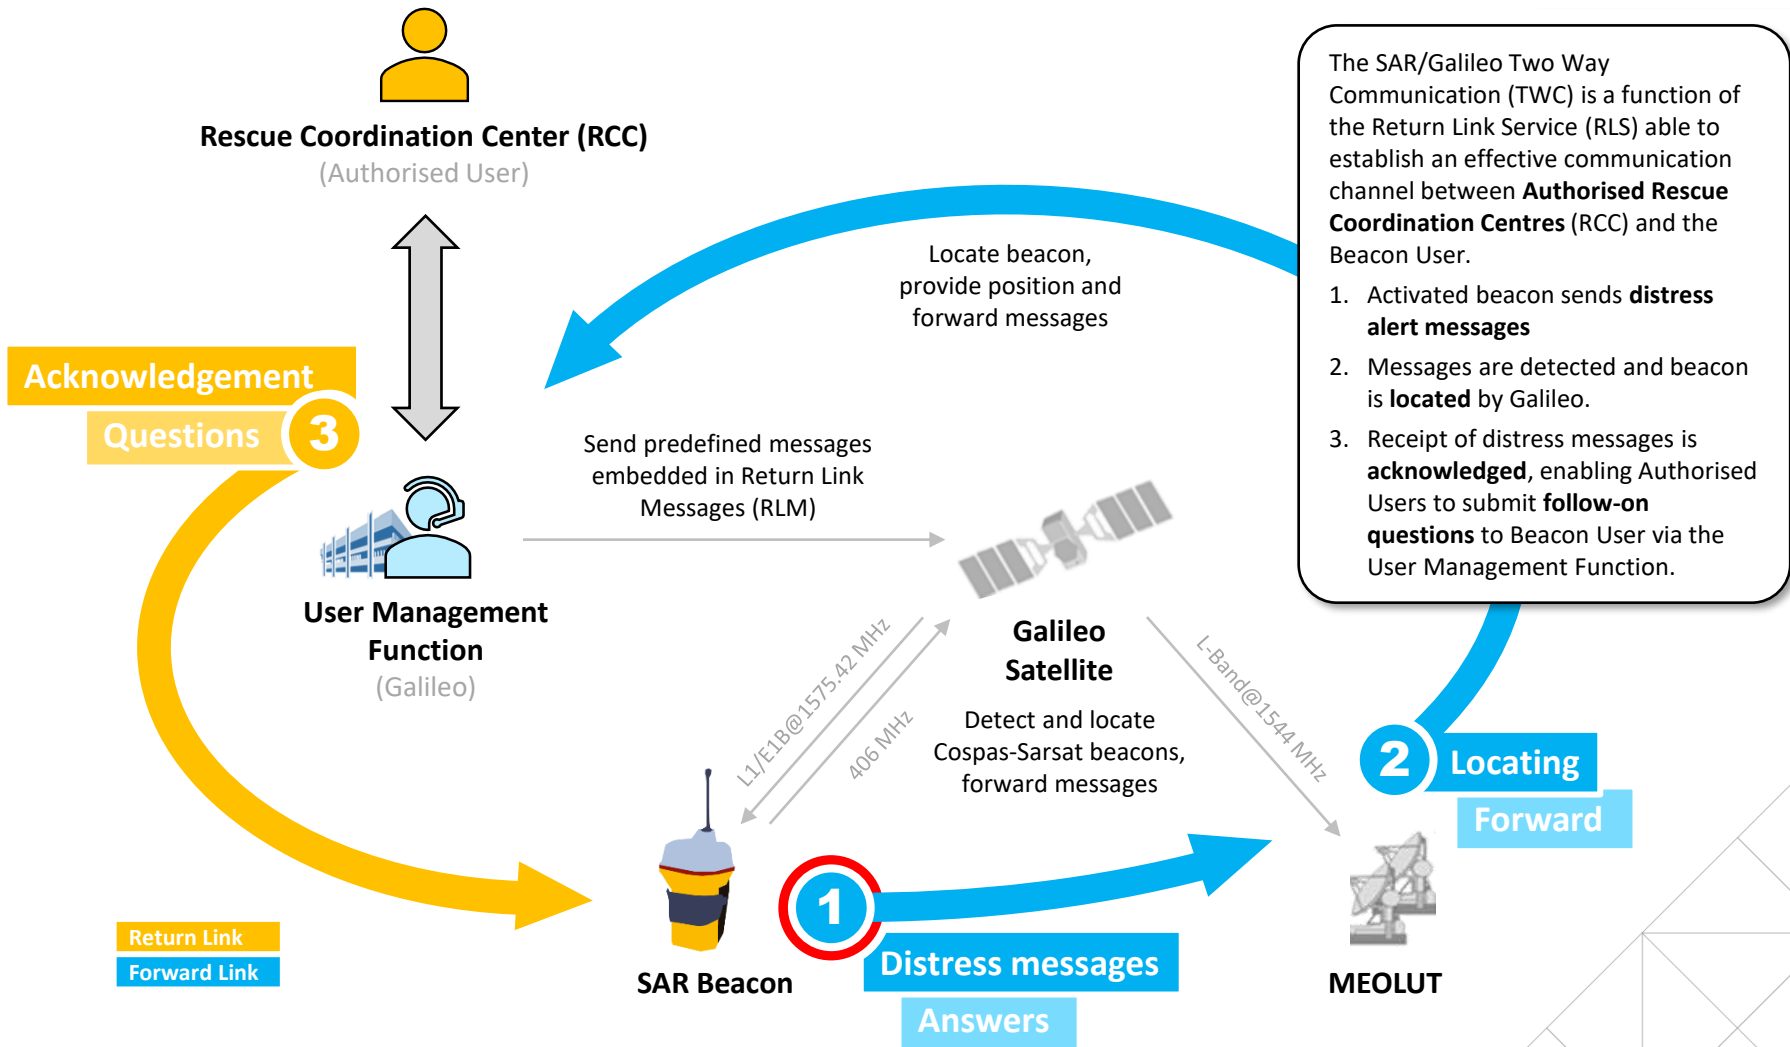 Rescue Coordination Center (RCC)
(Authorised User)
The SAR/Galileo Two Way
Communication (TWC) is a function of
the Return Link Service (RLS) able to
establish an effective communication
channel between Authorised Rescue
Coordination Centres (RCC) and the
Beacon User.
1. Activated beacon sends distress
alert messages
2. Messages are detected and beacon
is located by Galileo.
3. Receipt of distress messages is
acknowledged, enabling Authorised
Users to submit follow-on
questions to Beacon User via the
User Management Function.
Locate beacon,
provide position and
forward messages
Acknowledgement
Questions
3
Send predefined messages
embedded in Return Link
Messages (RLM)
User Management
Function
(Galileo)
Galileo
Satellite
Detect and locate
Cospas-Sarsat beacons,
forward messages
L1/E1B@1575.42 MHz
406 MHz
L-Band@1544 MHz
2
Locating
Forward
1
Distress messages
Answers
SAR Beacon
MEOLUT
Return Link
Forward Link